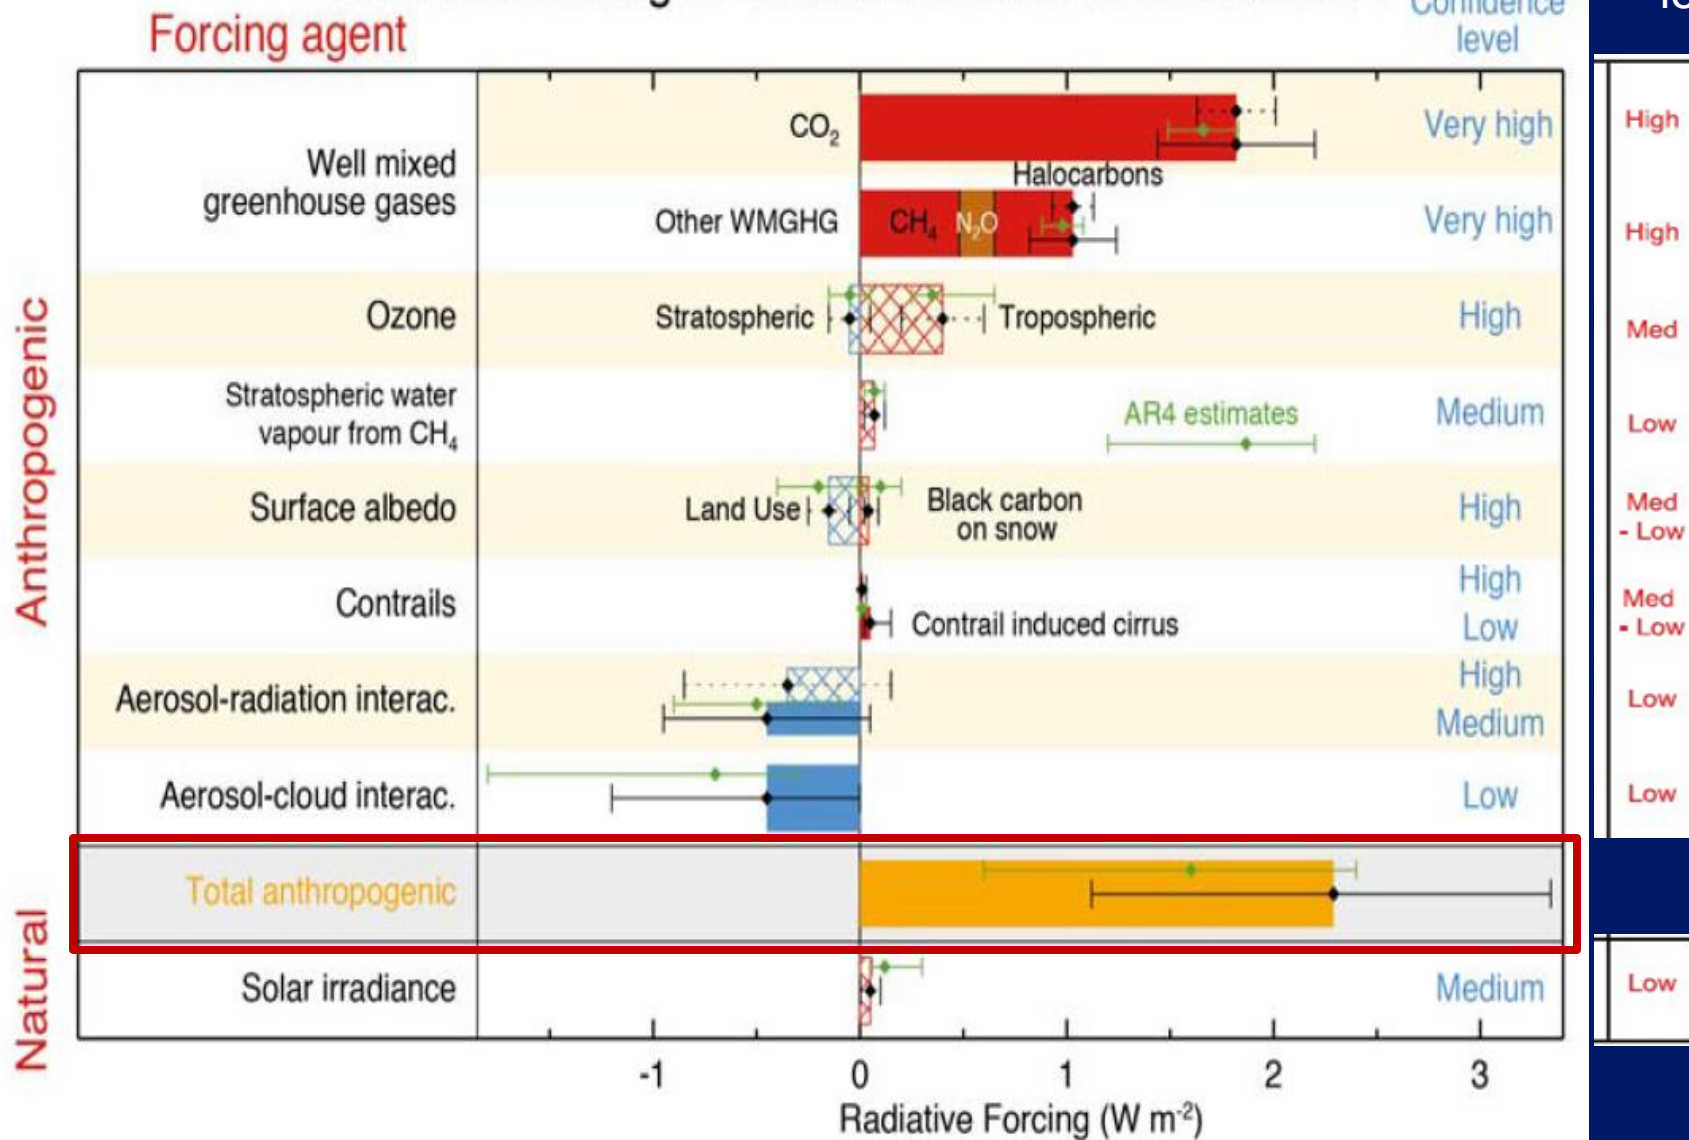 Confidence
level
Forcing agent
Anthropogenic
Natural
Well mixed
greenhouse gases
CO₂
Very high
High
Halocarbons
Other WMGHG
CH₄
N₂O
Very high
High
Ozone
Stratospheric
Tropospheric
High
Med
Stratospheric water
vapour from CH₄
AR4 estimates
Medium
Low
Surface albedo
Land Use
Black carbon
on snow
High
Med
- Low
Contrails
Contrail induced cirrus
High
Low
Med
- Low
Aerosol-radiation interac.
High
Medium
Low
Aerosol-cloud interac.
Low
Low
Total anthropogenic
Solar irradiance
Medium
Low
-1 0 1 2 3
Radiative Forcing (W m⁻²)